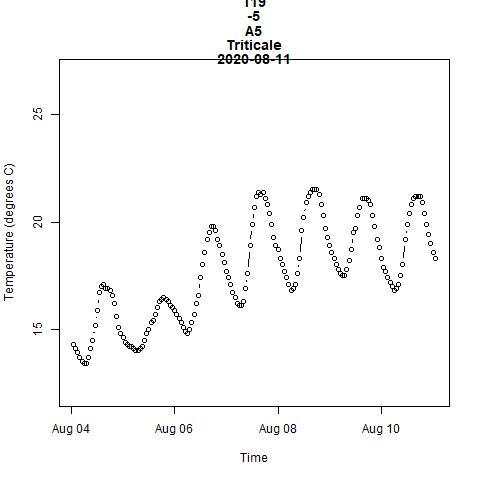 T19
-5
A5
Triticale
2020-08-11
25
20
15
Temperature (degrees C)
Aug 04
Aug 06
Aug 08
Aug 10
Time